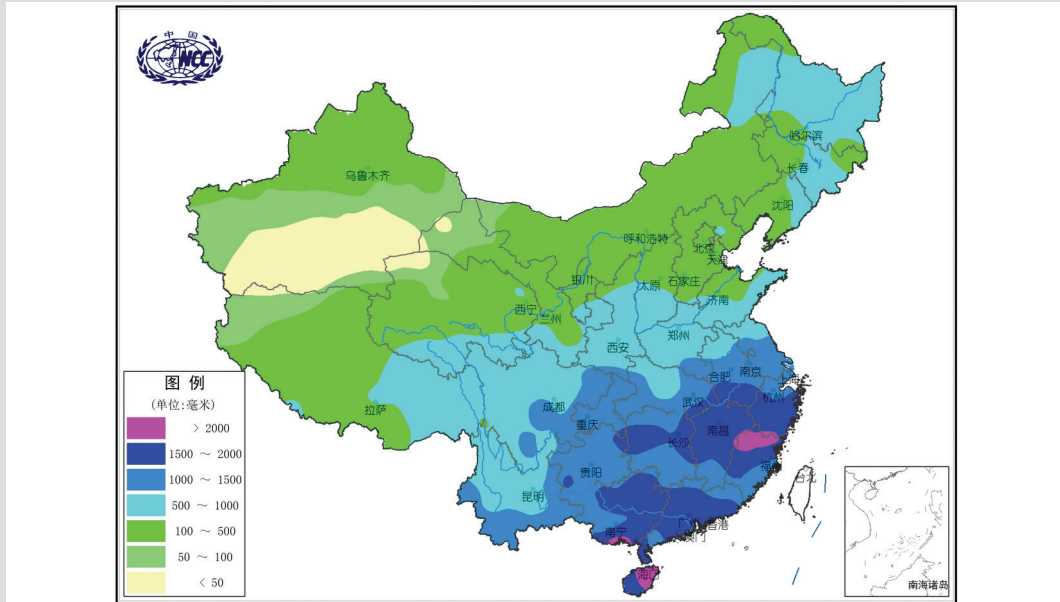 中 国
NCC
哈尔滨
长春
乌鲁木齐
沈阳
呼和浩特
北京
天津
银川
太原
石家庄
济南
西宁
兰州
郑州
西安
南京
合肥
上海
杭州
武汉
成都
拉萨
重庆
南昌
长沙
贵阳
福
台北
昆明
南宁
广
香港
澳门
海口
图 例
(单位:毫米)
> 2000
1500 ~ 2000
1000 ~ 1500
500 ~ 1000
100 ~ 500
50 ~ 100
< 50
南海诸岛